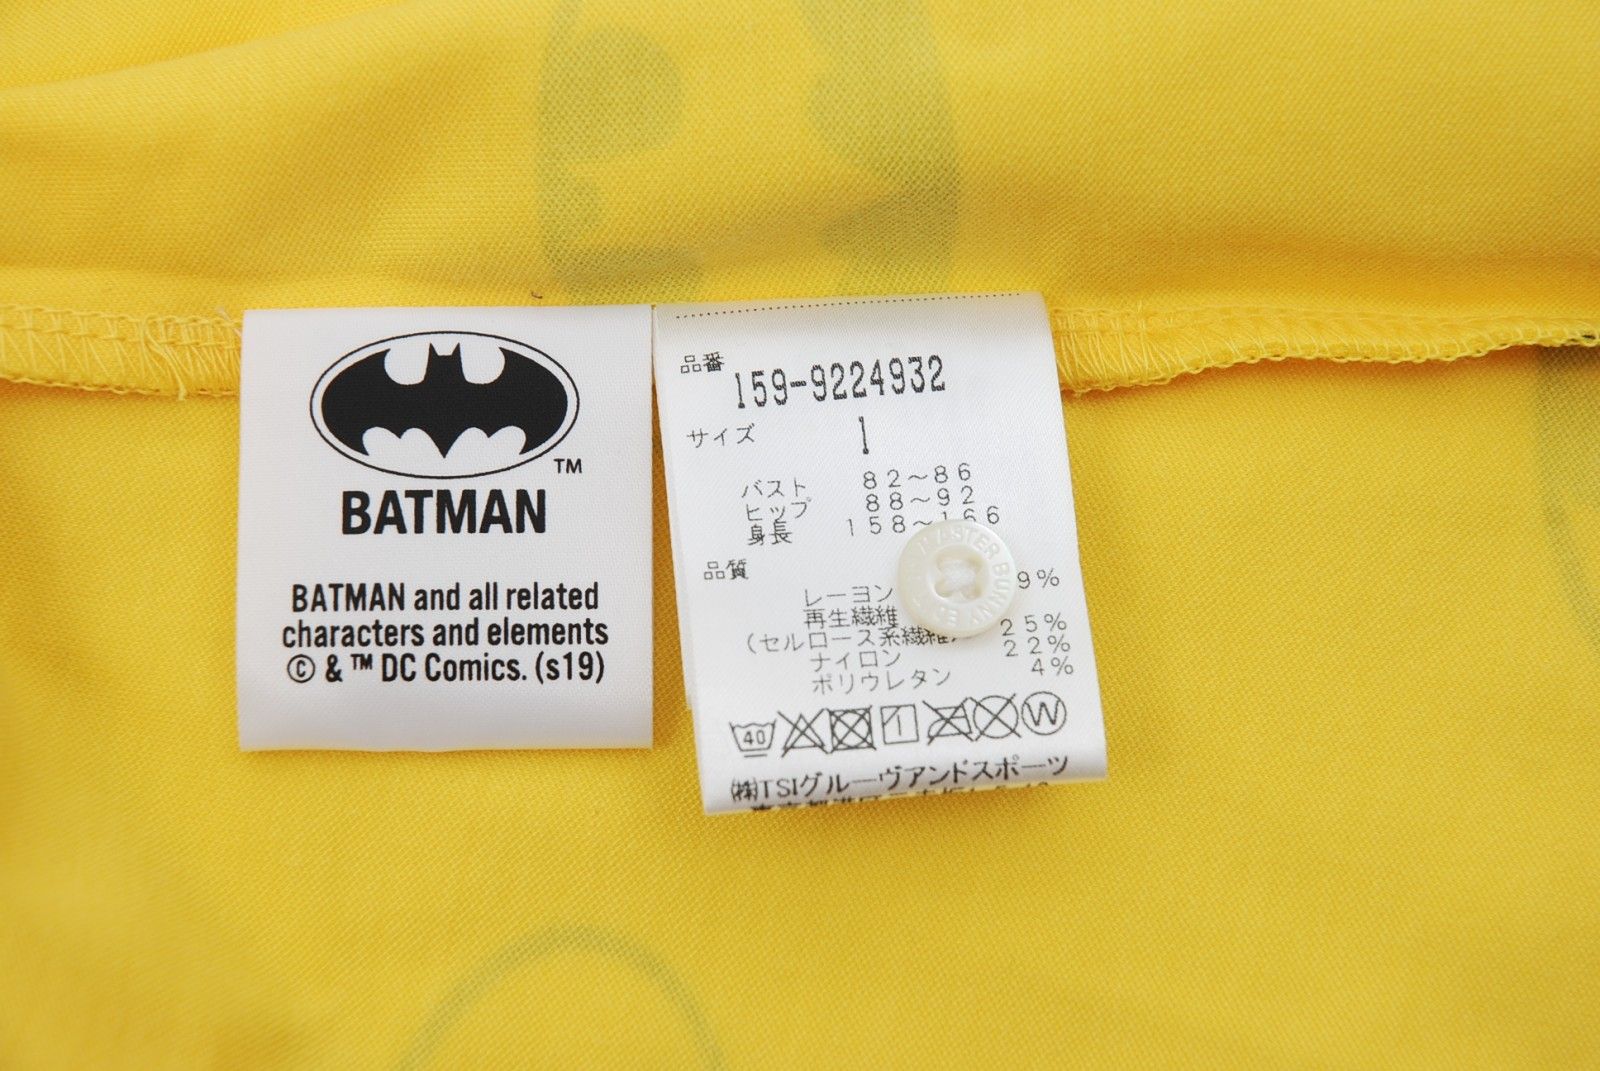 TM
BATMAN
BATMAN and all related
characters and elements
© & ™ DC Comics. (s19)
品番
159-9224932
サイズ 1
バスト 82～86
ヒップ 88～92
身長 158～166
品質
レーヨン 9%
再生繊維
(セルロース系繊維) 25%
ナイロン 22%
ポリウレタン 4%
40
W
㈱TSIグルーヴアンドスポーツ
MASTER BUNNY